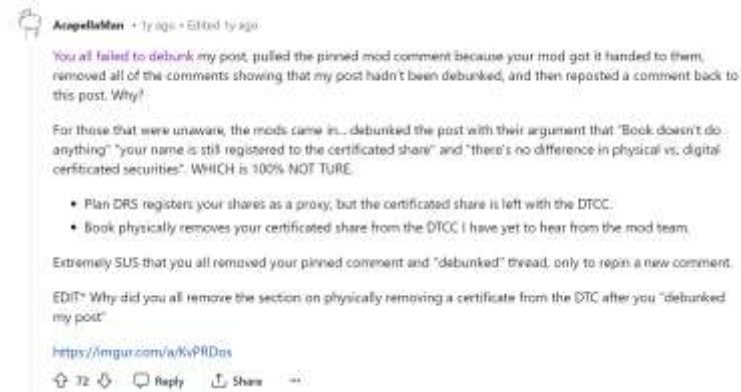 AcapellaMan • 1y ago • Edited 1y ago
You all failed to debunk my post, pulled the pinned mod comment because your mod got it handed to them,
removed all of the comments showing that my post hadn't been debunked, and then reposted a comment back to
this post. Why?
For those that were unaware, the mods came in... debunked the post with their argument that "Book doesn't do
anything" "your name is still registered to the certificated share" and "there's no difference in physical vs. digital
cerfiticated securities". WHICH is 100% NOT TURE.
• Plan DRS registers your shares as a proxy, but the certificated share is left with the DTCC.
• Book physically removes your certificated share from the DTCC I have yet to hear from the mod team.
Extremely SUS that you all removed your pinned comment and "debunked" thread, only to repin a new comment.
EDIT* Why did you all remove the section on physically removing a certificate from the DTC after you "debunked
my post"
https://imgur.com/a/KvPRDos
72 Reply Share ...